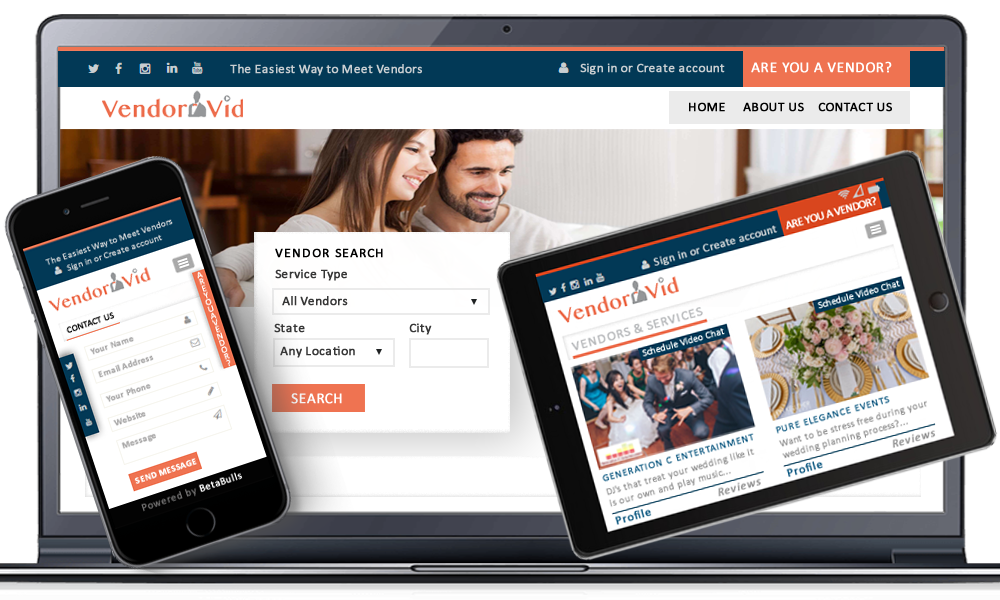 The Easiest Way to Meet Vendors
Sign in or Create account
ARE YOU A VENDOR?
VendorVid
HOME
ABOUT US
CONTACT US
VENDOR SEARCH
Service Type
All Vendors
State
City
Any Location
SEARCH
The Easiest Way to Meet Vendors
Sign in or Create account
VendorVid
ARE YOU A VENDOR?
CONTACT US
Your Name
Email Address
Your Phone
Website
Message
SEND MESSAGE
Powered by BetaBulls
Sign in or Create account
ARE YOU A VENDOR?
VendorVid
VENDORS & SERVICES
Schedule Video Chat
GENERATION C ENTERTAINMENT
DJ's that treat your wedding like it
is our own and play music...
Reviews
Profile
Schedule Video Chat
PURE ELEGANCE EVENTS
Want to be stress free during your
wedding planning process?...
Reviews
Profile